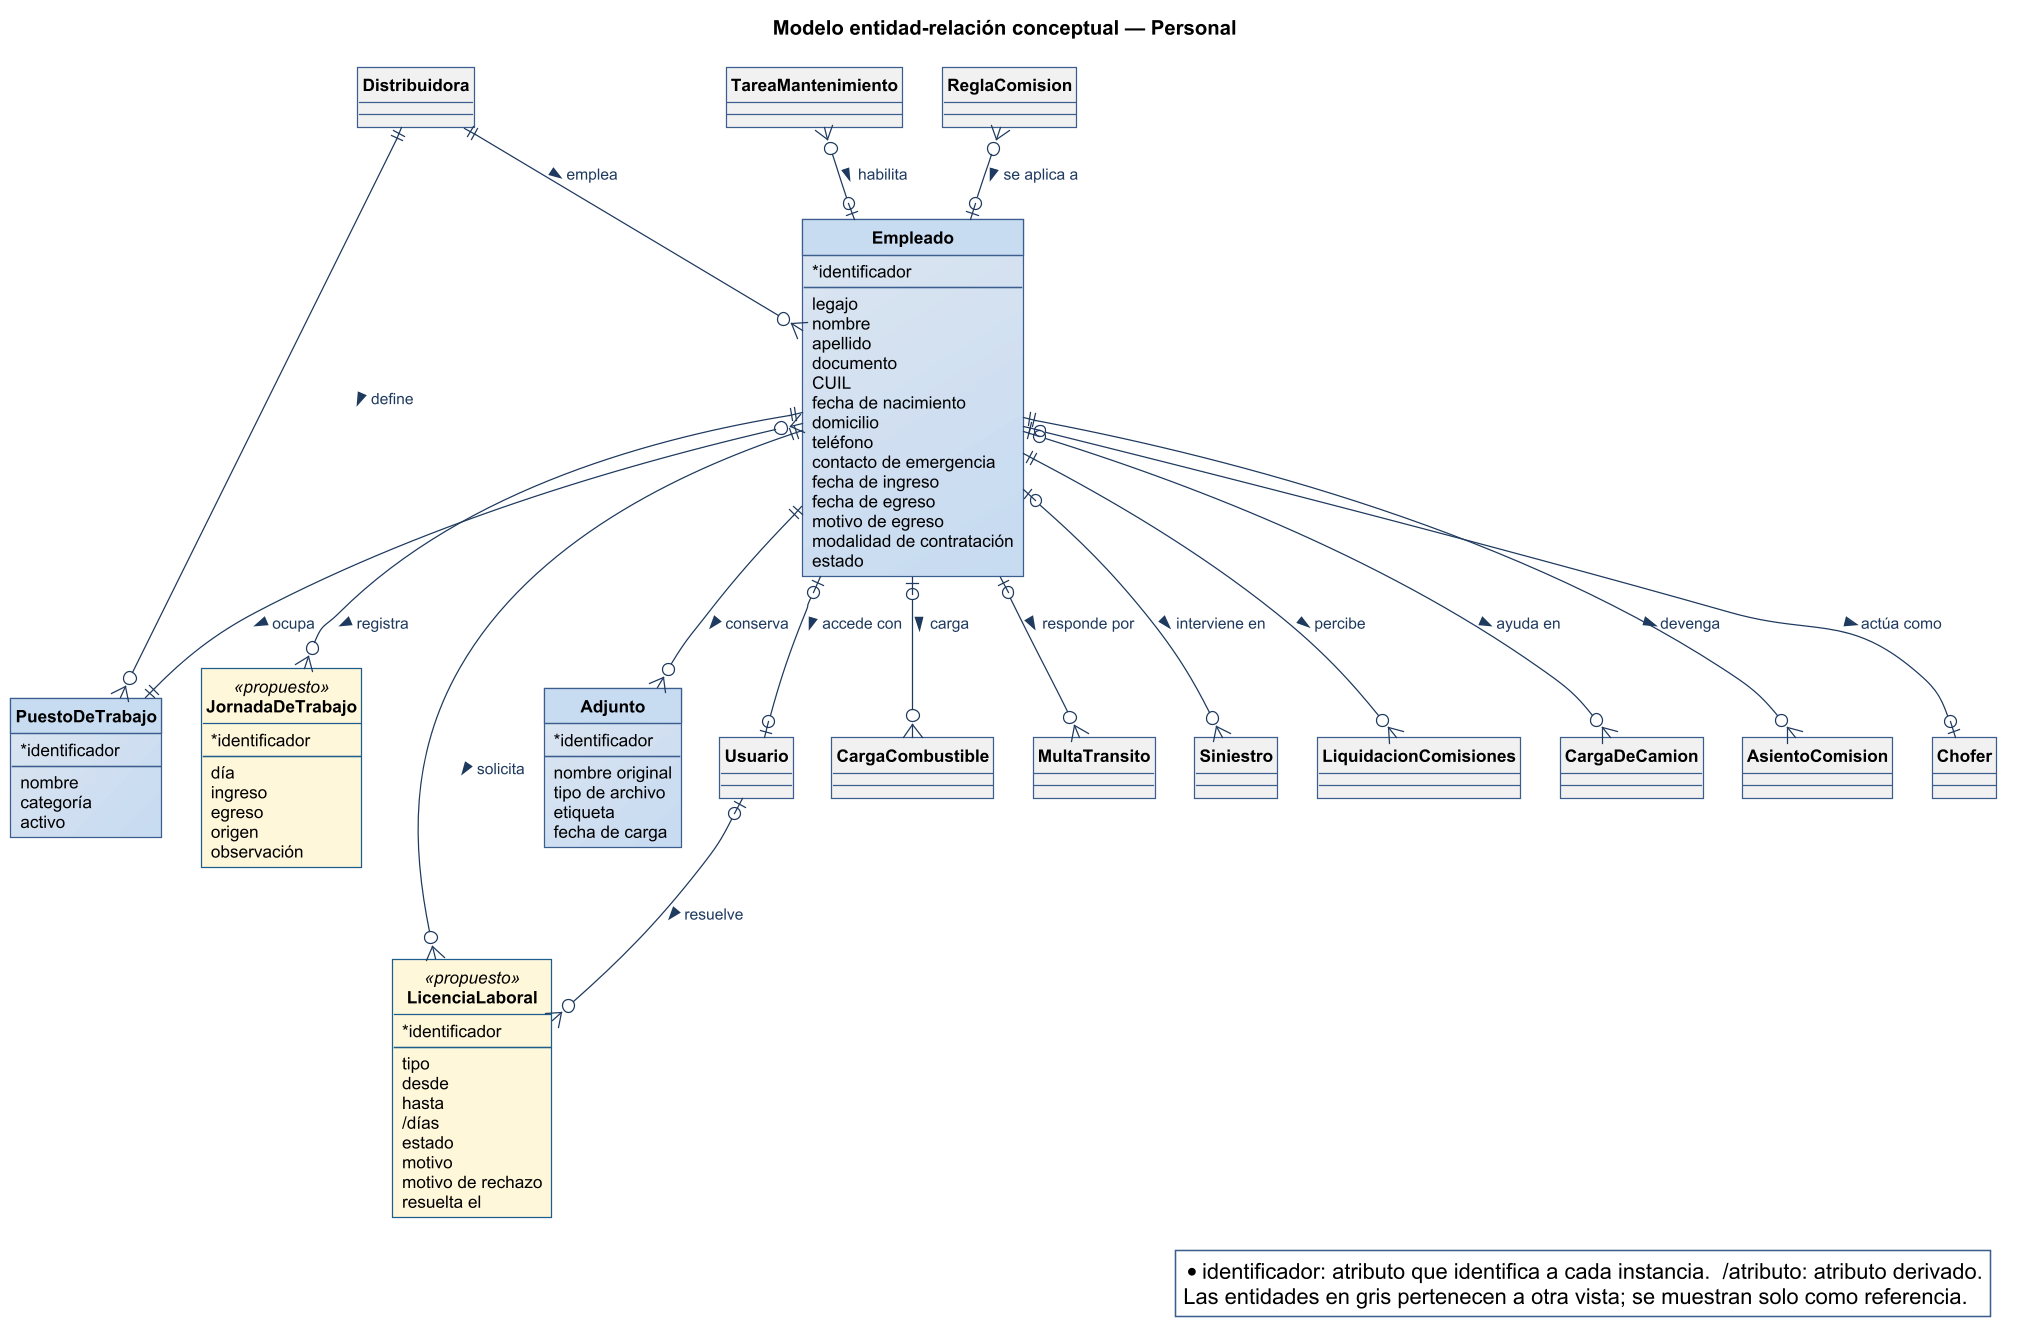 Modelo entidad-relación conceptual — Personal
Distribuidora
TareaMantenimiento
ReglaComision
emplea
habilita
se aplica a
Empleado
*identificador
legajo
nombre
apellido
documento
CUIL
fecha de nacimiento
domicilio
teléfono
contacto de emergencia
fecha de ingreso
fecha de egreso
motivo de egreso
modalidad de contratación
estado
define
ocupa
registra
conserva
accede con
carga
responde por
interviene en
percibe
ayuda en
devenga
actúa como
PuestoDeTrabajo
*identificador
nombre
categoría
activo
«propuesto»
JornadaDeTrabajo
*identificador
día
ingreso
egreso
origen
observación
solicita
Adjunto
*identificador
nombre original
tipo de archivo
etiqueta
fecha de carga
Usuario
CargaCombustible
MultaTransito
Siniestro
LiquidacionComisiones
CargaDeCamion
AsientoComision
Chofer
resuelve
«propuesto»
LicenciaLaboral
*identificador
tipo
desde
hasta
/días
estado
motivo
motivo de rechazo
resuelta el
• identificador: atributo que identifica a cada instancia.  /atributo: atributo derivado.
Las entidades en gris pertenecen a otra vista; se muestran solo como referencia.